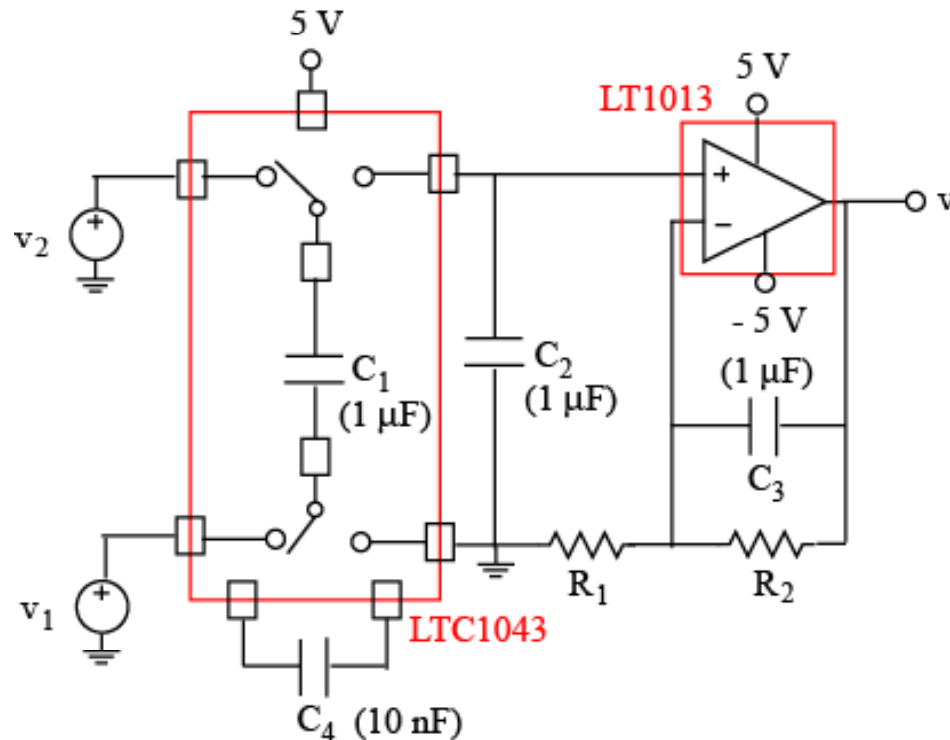 5 V
5 V
LT1013
+
v₂
+
−
v
- 5 V
C₁
(1 μF)
C₂
(1 μF)
(1 μF)
C₃
+
v₁
R₁
R₂
LTC1043
C₄ (10 nF)